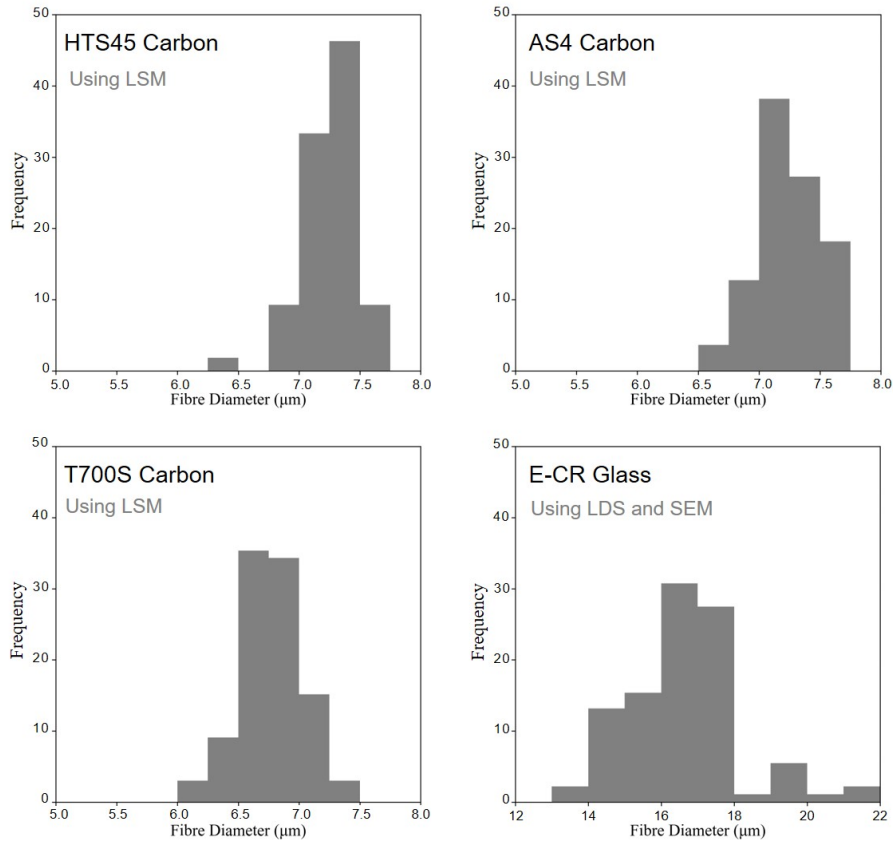 HTS45 Carbon
Using LSM
Frequency
50
40
30
20
10
0
5.0 5.5 6.0 6.5 7.0 7.5 8.0
Fibre Diameter (μm)
AS4 Carbon
Using LSM
Frequency
50
40
30
20
10
0
5.0 5.5 6.0 6.5 7.0 7.5 8.0
Fibre Diameter (μm)
T700S Carbon
Using LSM
Frequency
50
40
30
20
10
0
5.0 5.5 6.0 6.5 7.0 7.5 8.0
Fibre Diameter (μm)
E-CR Glass
Using LDS and SEM
Frequency
50
40
30
20
10
0
12 14 16 18 20 22
Fibre Diameter (μm)